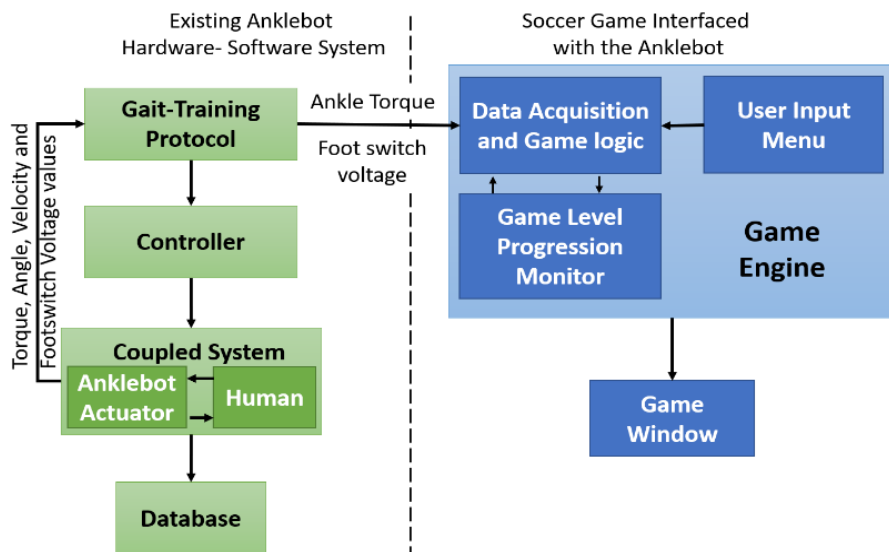 Existing Anklebot
Hardware- Software System
Soccer Game Interfaced
with the Anklebot
Gait-Training
Protocol
Ankle Torque
Foot switch
voltage
Data Acquisition
and Game logic
User Input
Menu
Torque, Angle, Velocity and
Footswitch Voltage values
Controller
Game Level
Progression
Monitor
Game
Engine
Coupled System
Anklebot
Actuator
Human
Game
Window
Database